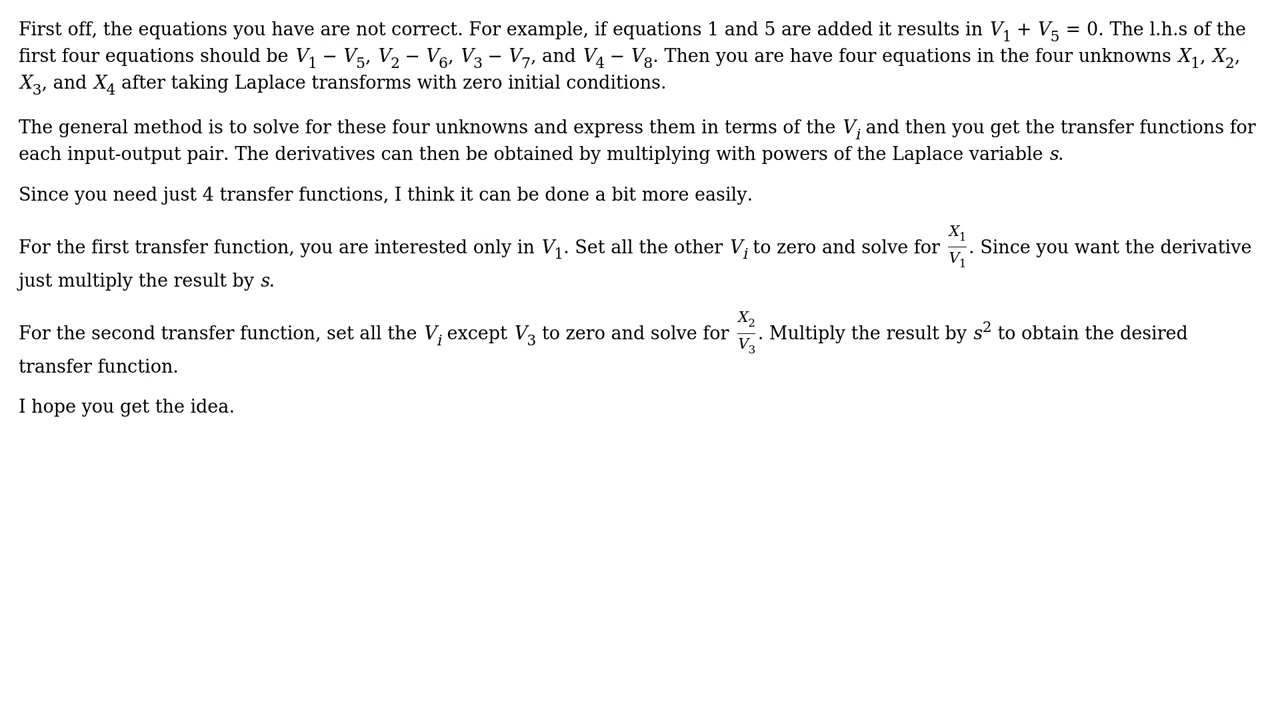 First off, the equations you have are not correct. For example, if equations 1 and 5 are added it results in V₁ + V₅ = 0. The l.h.s of the
first four equations should be V₁ − V₅, V₂ − V₆, V₃ − V₇, and V₄ − V₈. Then you are have four equations in the four unknowns X₁, X₂,
X₃, and X₄ after taking Laplace transforms with zero initial conditions.
The general method is to solve for these four unknowns and express them in terms of the Vᵢ and then you get the transfer functions for
each input-output pair. The derivatives can then be obtained by multiplying with powers of the Laplace variable s.
Since you need just 4 transfer functions, I think it can be done a bit more easily.
For the first transfer function, you are interested only in V₁. Set all the other Vᵢ to zero and solve for X₁/V₁. Since you want the derivative
just multiply the result by s.
For the second transfer function, set all the Vᵢ except V₃ to zero and solve for X₂/V₃. Multiply the result by s² to obtain the desired
transfer function.
I hope you get the idea.